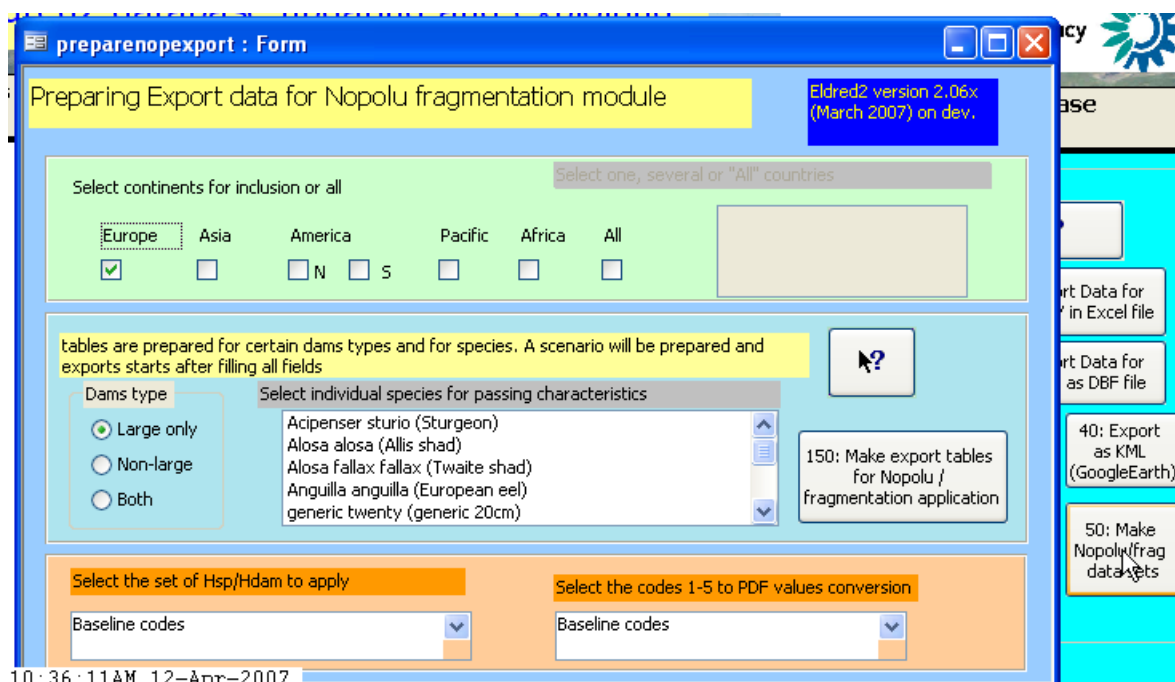 preparenopexport : Form
Preparing Export data for Nopolu fragmentation module
Eldred2 version 2.06x
(March 2007) on dev.
Select continents for inclusion or all
Select one, several or "All" countries
Europe Asia America Pacific Africa All
N S
tables are prepared for certain dams types and for species. A scenario will be prepared and
exports starts after filling all fields
Dams type
Large only
Non-large
Both
Select individual species for passing characteristics
Acipenser sturio (Sturgeon)
Alosa alosa (Allis shad)
Alosa fallax fallax (Twaite shad)
Anguilla anguilla (European eel)
generic twenty (generic 20cm)
?
150: Make export tables
for Nopolu /
fragmentation application
Select the set of Hsp/Hdam to apply
Baseline codes
Select the codes 1-5 to PDF values conversion
Baseline codes
Data for
in Excel file
Data for
as DBF file
40: Export
as KML
(GoogleEarth)
50: Make
Nopolu/frag
data sets
10:36:11AM 12-Apr-2007